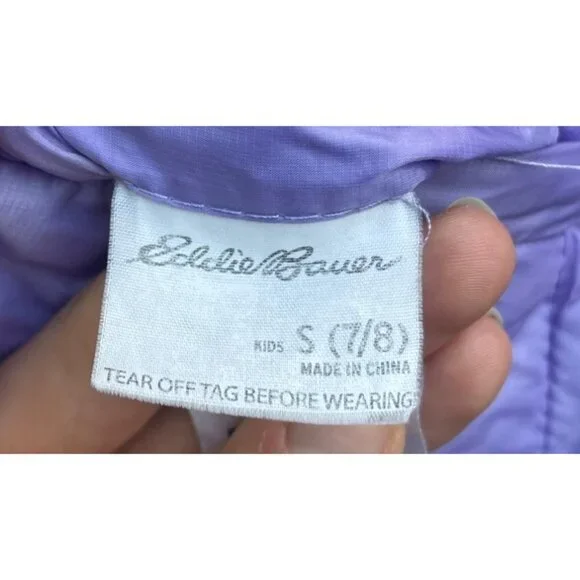 Eddie Bauer
KIDS S (7/8)
MADE IN CHINA
TEAR OFF TAG BEFORE WEARING